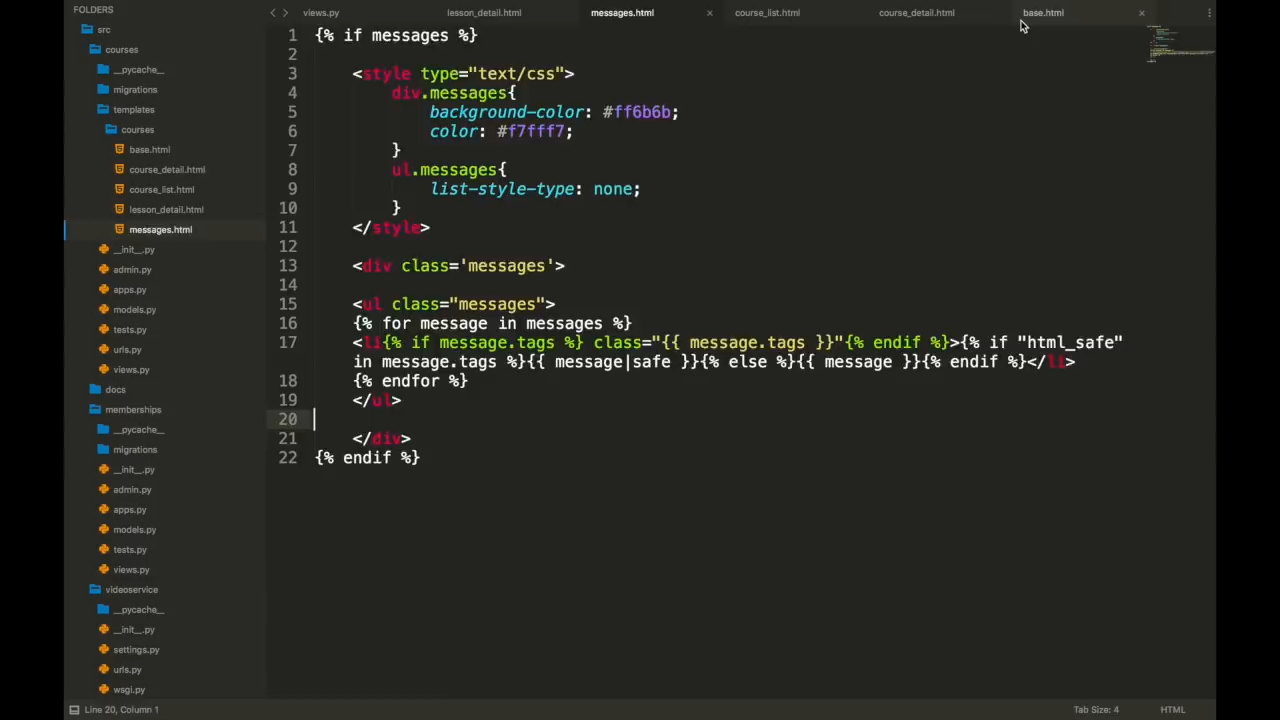 FOLDERS
src
courses
__pycache__
migrations
templates
courses
base.html
course_detail.html
course_list.html
lesson_detail.html
messages.html
__init__.py
admin.py
apps.py
models.py
tests.py
urls.py
views.py
docs
memberships
__pycache__
migrations
__init__.py
admin.py
apps.py
models.py
tests.py
views.py
videoservice
__pycache__
__init__.py
settings.py
urls.py
wsgi.py
views.py lesson_detail.html messages.html × course_list.html course_detail.html base.html ×
1 {% if messages %}
2
3 <style type="text/css">
4 div.messages{
5 background-color: #ff6b6b;
6 color: #f7fff7;
7 }
8 ul.messages{
9 list-style-type: none;
10 }
11 </style>
12
13 <div class='messages'>
14
15 <ul class="messages">
16 {% for message in messages %}
17 <li{% if message.tags %} class="{{ message.tags }}"{% endif %}>{% if "html_safe"
in message.tags %}{{ message|safe }}{% else %}{{ message }}{% endif %}</li>
18 {% endfor %}
19 </ul>
20
21 </div>
22 {% endif %}
Line 20, Column 1 Tab Size: 4 HTML